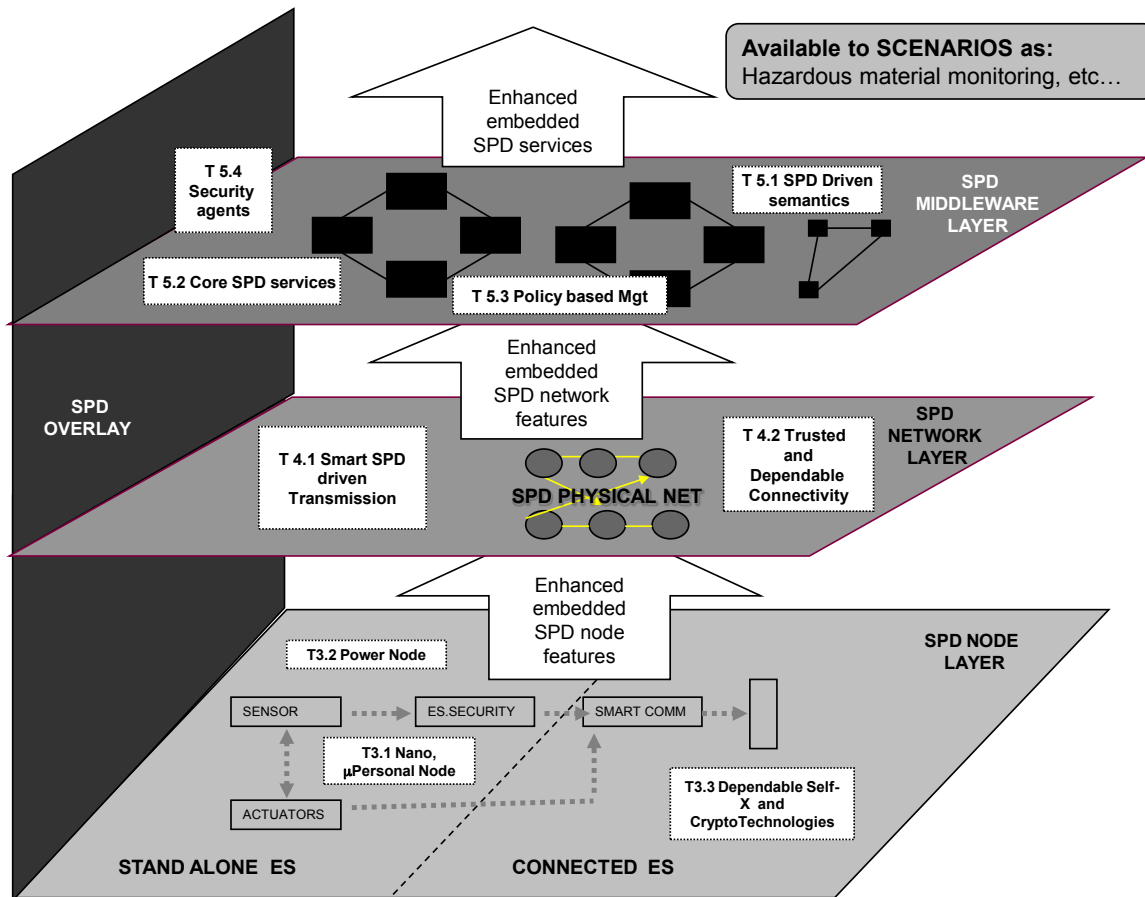 Available to SCENARIOS as:
Hazardous material monitoring, etc…
Enhanced
embedded
SPD services
T 5.4
Security
agents
T 5.1 SPD Driven
semantics
SPD
MIDDLEWARE
LAYER
T 5.2 Core SPD services
T 5.3 Policy based Mgt
Enhanced
embedded
SPD network
features
SPD
OVERLAY
SPD
NETWORK
LAYER
T 4.1 Smart SPD
driven
Transmission
T 4.2 Trusted
and
Dependable
Connectivity
SPD PHYSICAL NET
Enhanced
embedded
SPD node
features
SPD NODE
LAYER
T3.2 Power Node
SENSOR
ES.SECURITY
SMART COMM
T3.1 Nano,
μPersonal Node
T3.3 Dependable Self-
X and
CryptoTechnologies
ACTUATORS
STAND ALONE ES
CONNECTED ES